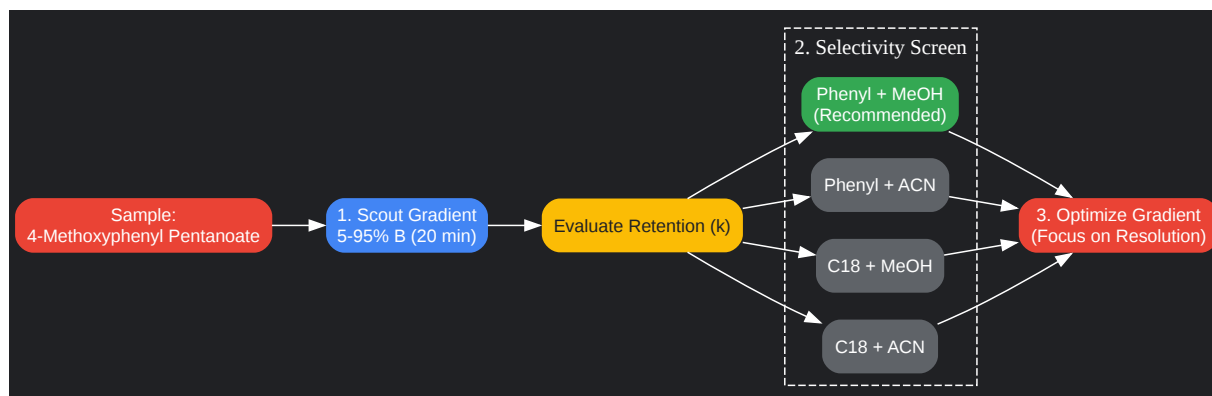 Sample:
4-Methoxyphenyl Pentanoate
1. Scout Gradient
5-95% B (20 min)
Evaluate Retention (k)
2. Selectivity Screen
Phenyl + MeOH
(Recommended)
Phenyl + ACN
C18 + MeOH
C18 + ACN
3. Optimize Gradient
(Focus on Resolution)